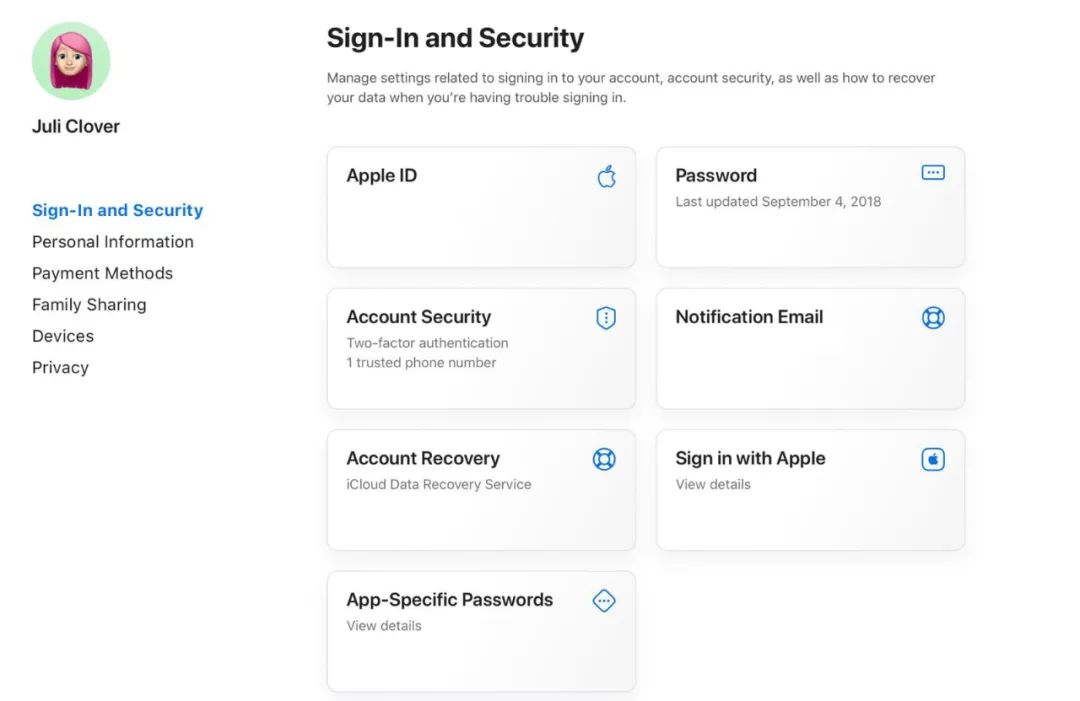 Juli Clover
Sign-In and Security
Personal Information
Payment Methods
Family Sharing
Devices
Privacy
Sign-In and Security
Manage settings related to signing in to your account, account security, as well as how to recover
your data when you’re having trouble signing in.
Apple ID
Password
Last updated September 4, 2018
Account Security
Two-factor authentication
1 trusted phone number
Notification Email
Account Recovery
iCloud Data Recovery Service
Sign in with Apple
View details
App-Specific Passwords
View details